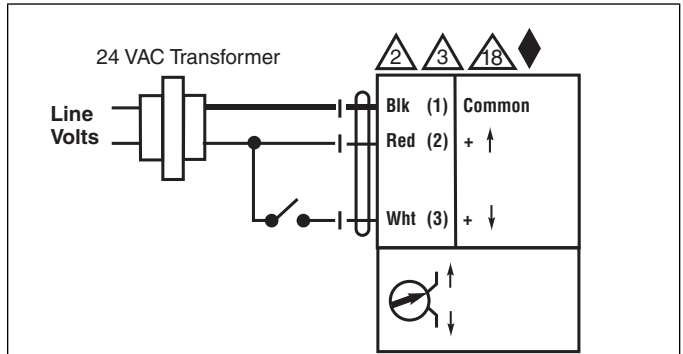 2 3 18
24 VAC Transformer
Line
Volts
Blk (1) Common
Red (2) + ↑
Wht (3) + ↓
↑
↓